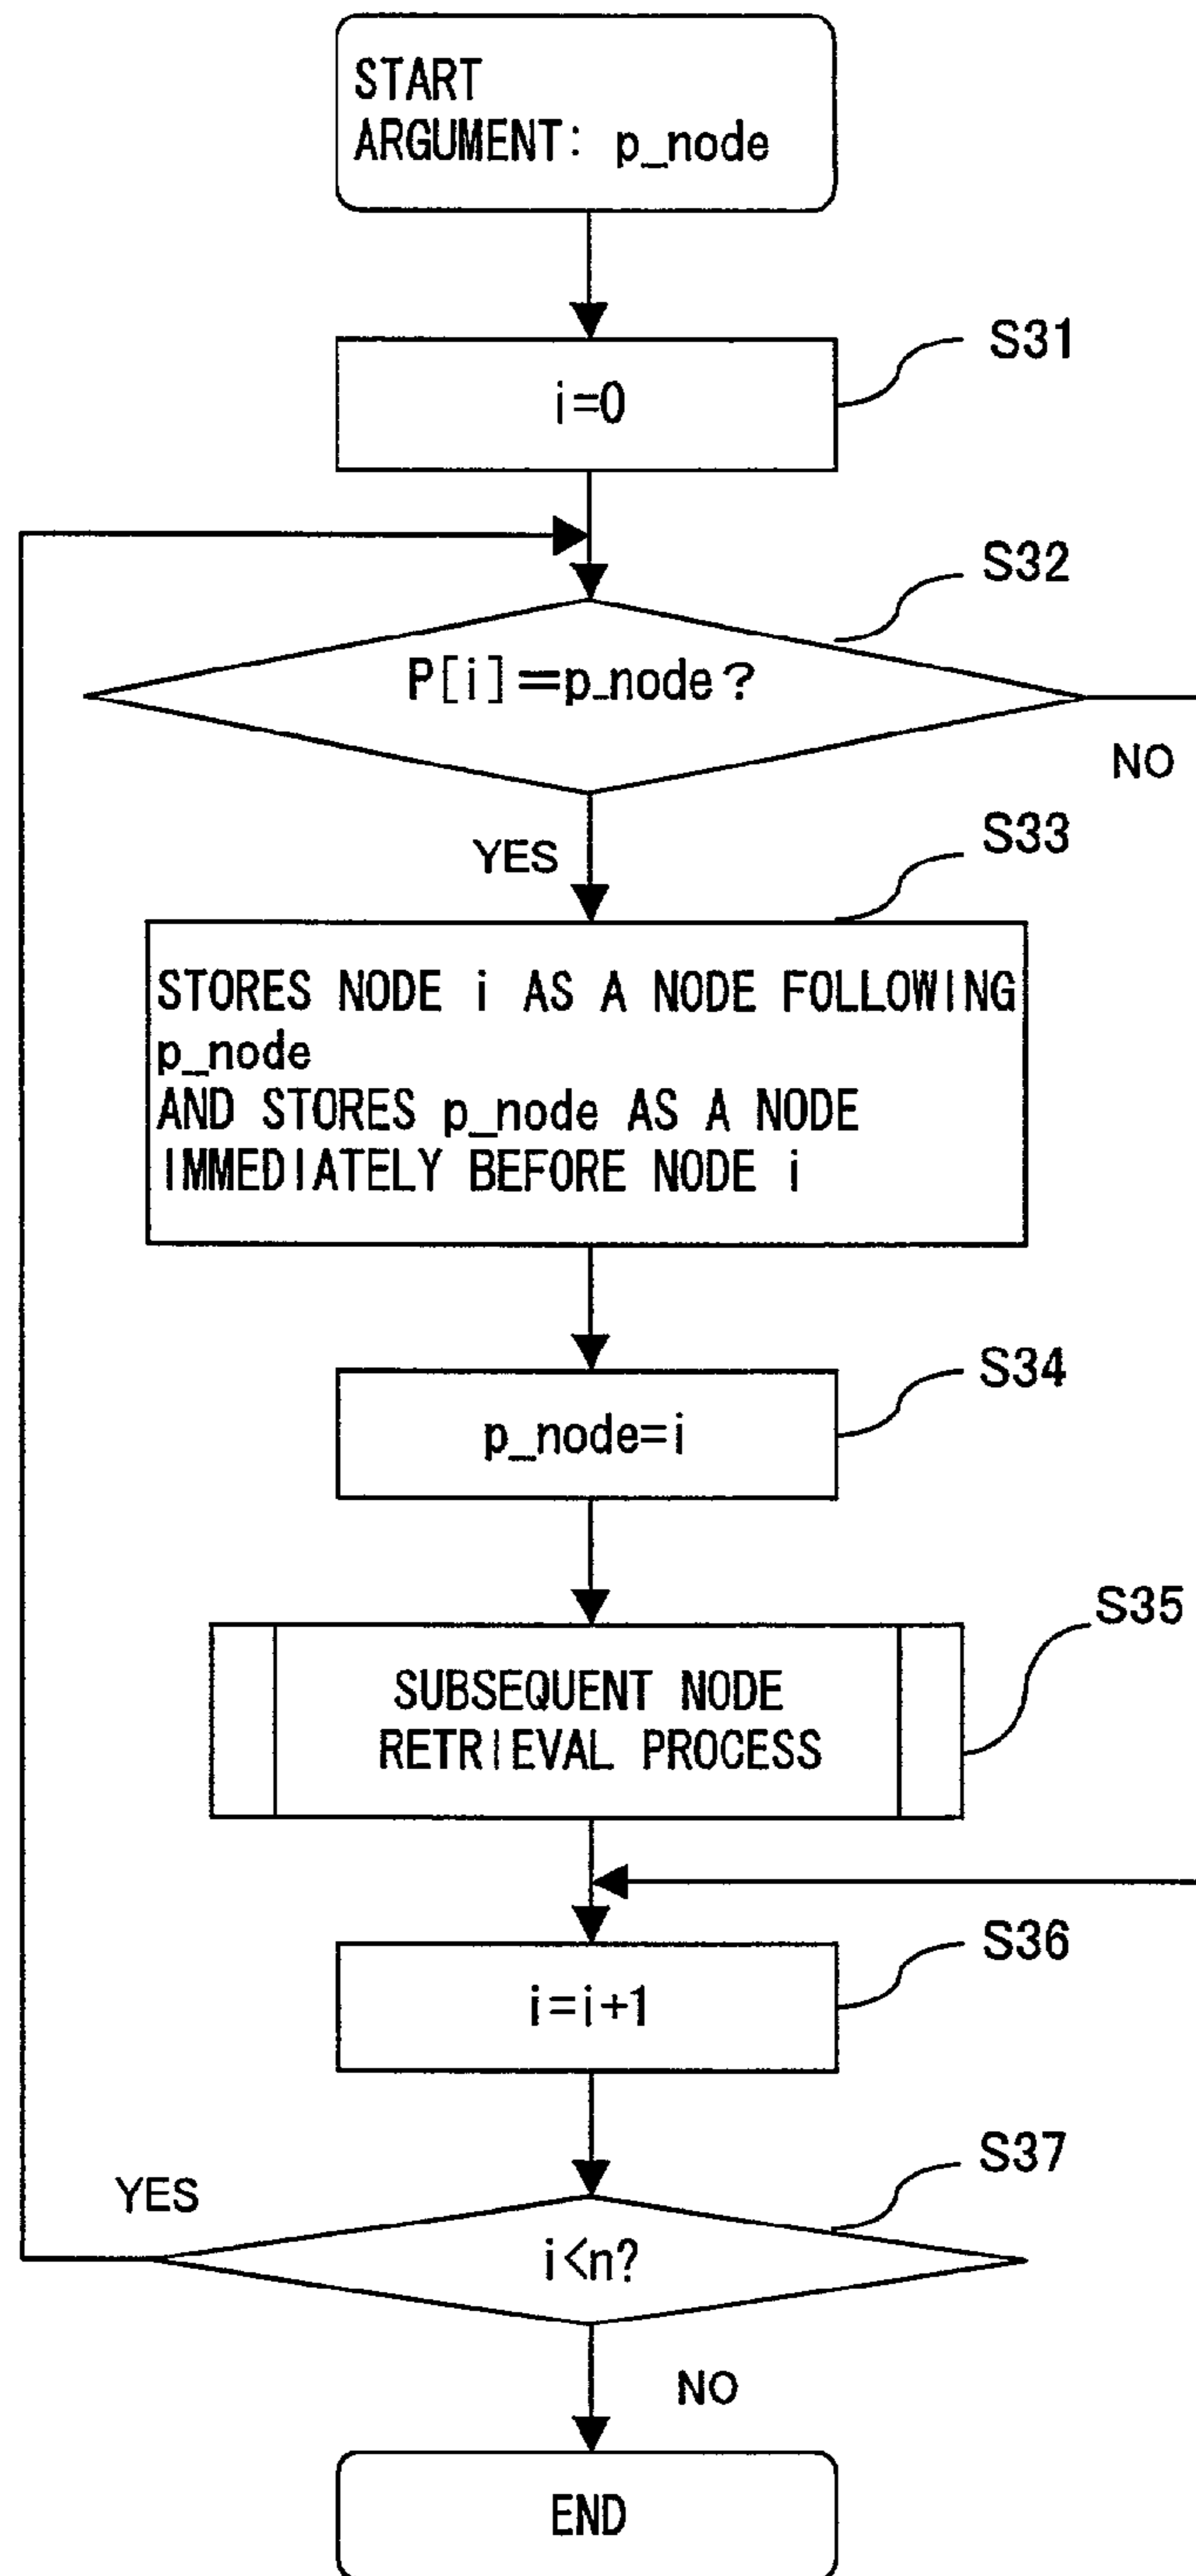 START
ARGUMENT: p_node
S31
i=0
S32
P[i]==p_node?
NO
YES
S33
STORES NODE i AS A NODE FOLLOWING
p_node
AND STORES p_node AS A NODE
IMMEDIATELY BEFORE NODE i
S34
p_node=i
S35
SUBSEQUENT NODE
RETRIEVAL PROCESS
S36
i=i+1
S37
YES
i<n?
NO
END